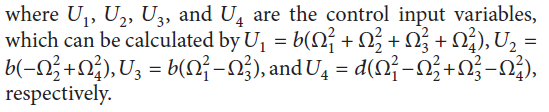 where U₁, U₂, U₃, and U₄ are the control input variables,
which can be calculated by U₁ = b(Ω₁² + Ω₂² + Ω₃² + Ω₄²), U₂ =
b(−Ω₂²+Ω₄²), U₃ = b(Ω₁²−Ω₃²), and U₄ = d(Ω₁²−Ω₂²+Ω₃²−Ω₄²),
respectively.